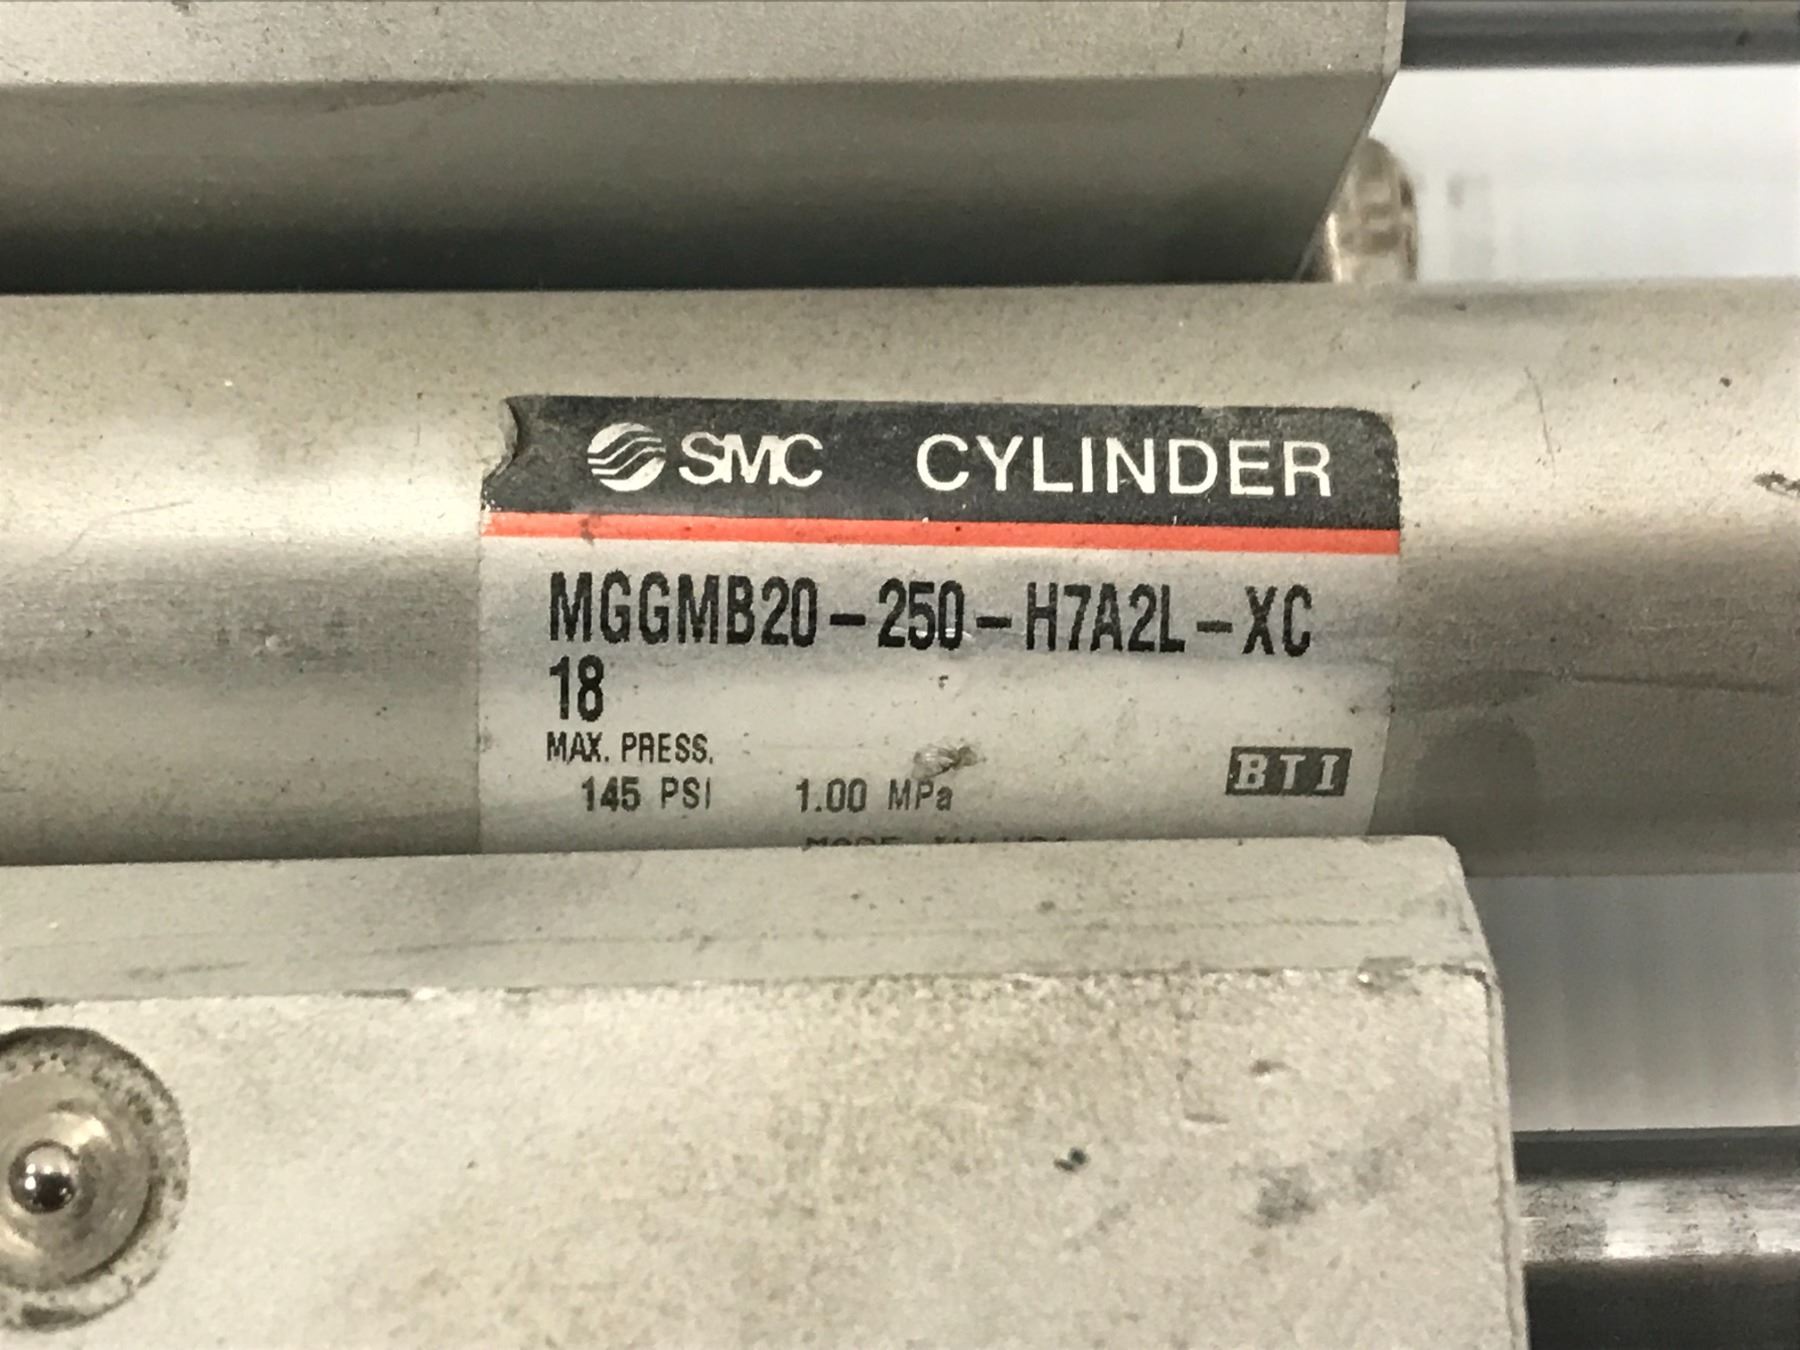 SMC CYLINDER
MGGMB20-250-H7A2L-XC
18
MAX. PRESS.
145 PSI 1.00 MPa
BTI